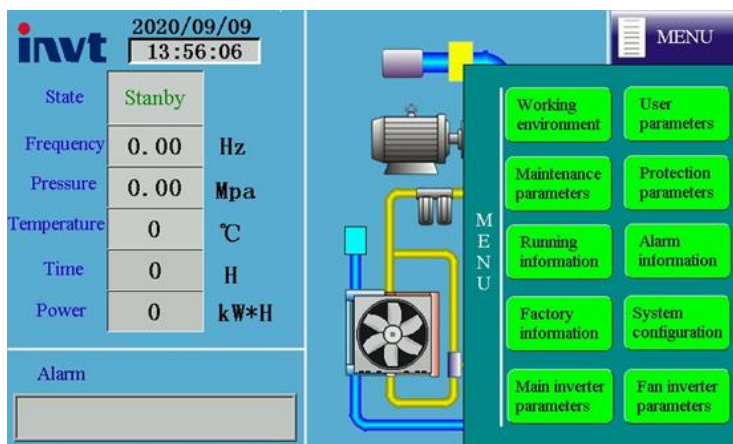 invt
2020/09/09
13:56:06
State Stanby
Frequency 0.00 Hz
Pressure 0.00 Mpa
Temperature 0 ℃
Time 0 H
Power 0 kW*H
Alarm
MENU
MENU
Working
environment
User
parameters
Maintenance
parameters
Protection
parameters
Running
information
Alarm
information
Factory
information
System
configuration
Main inverter
parameters
Fan inverter
parameters